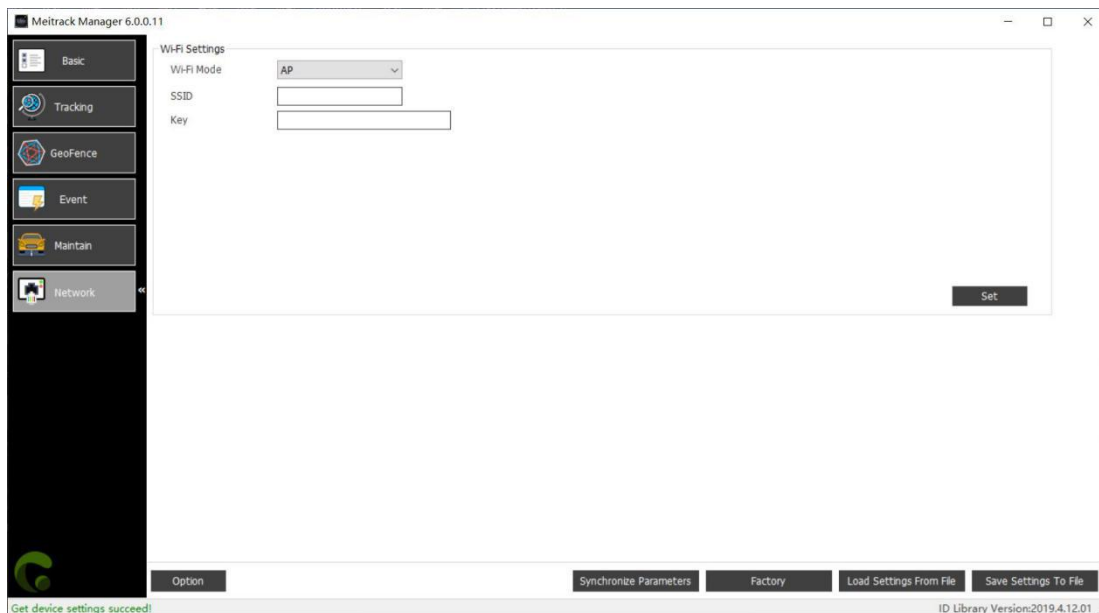 Meitrack Manager 6.0.0.11
Basic
Tracking
GeoFence
Event
Maintain
Network
«
Wi-Fi Settings
Wi-Fi Mode
AP
SSID
Key
Set
Option
Synchronize Parameters
Factory
Load Settings From File
Save Settings To File
Get device settings succeed!
ID Library Version:2019.4.12.01